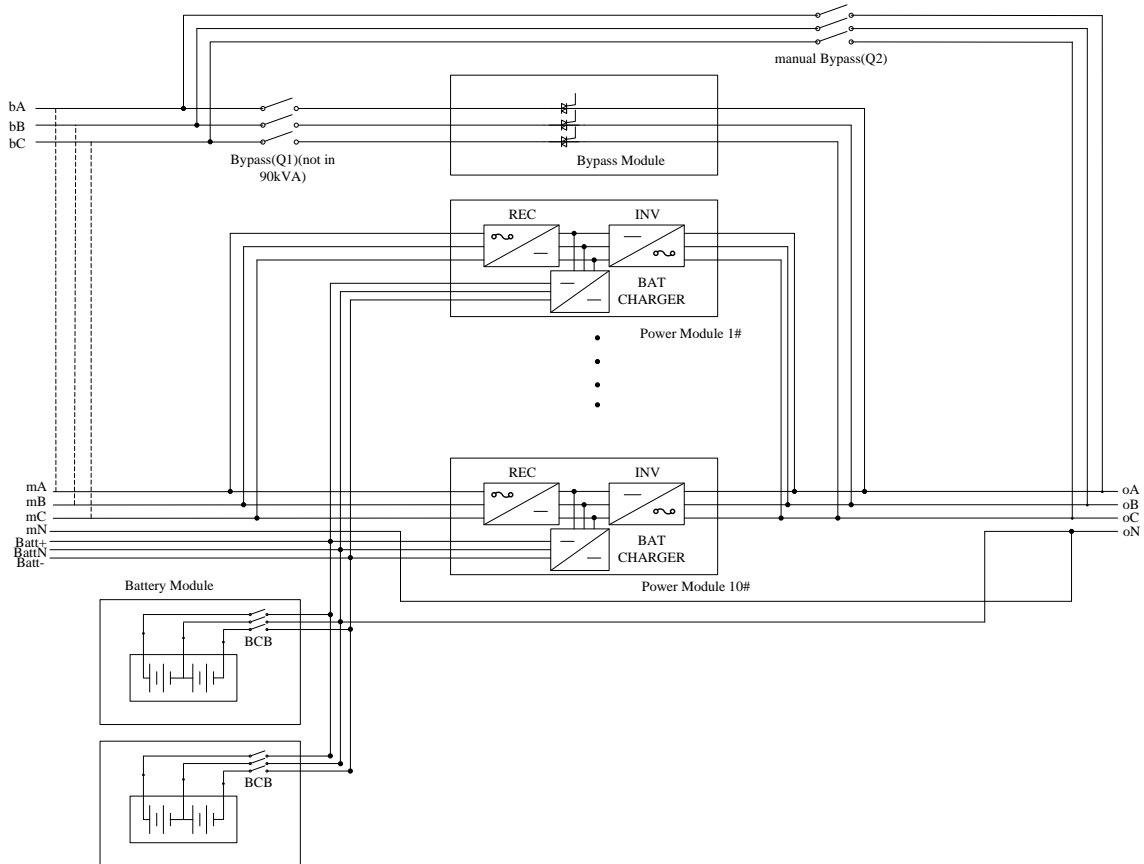 manual Bypass(Q2)
bA
bB
bC
Bypass(Q1)(not in
90kVA)
Bypass Module
REC
INV
BAT
CHARGER
Power Module 1#
REC
INV
BAT
CHARGER
Power Module 10#
mA
mB
mC
mN
Batt+
BattN
Batt-
oA
oB
oC
oN
Battery Module
BCB
BCB